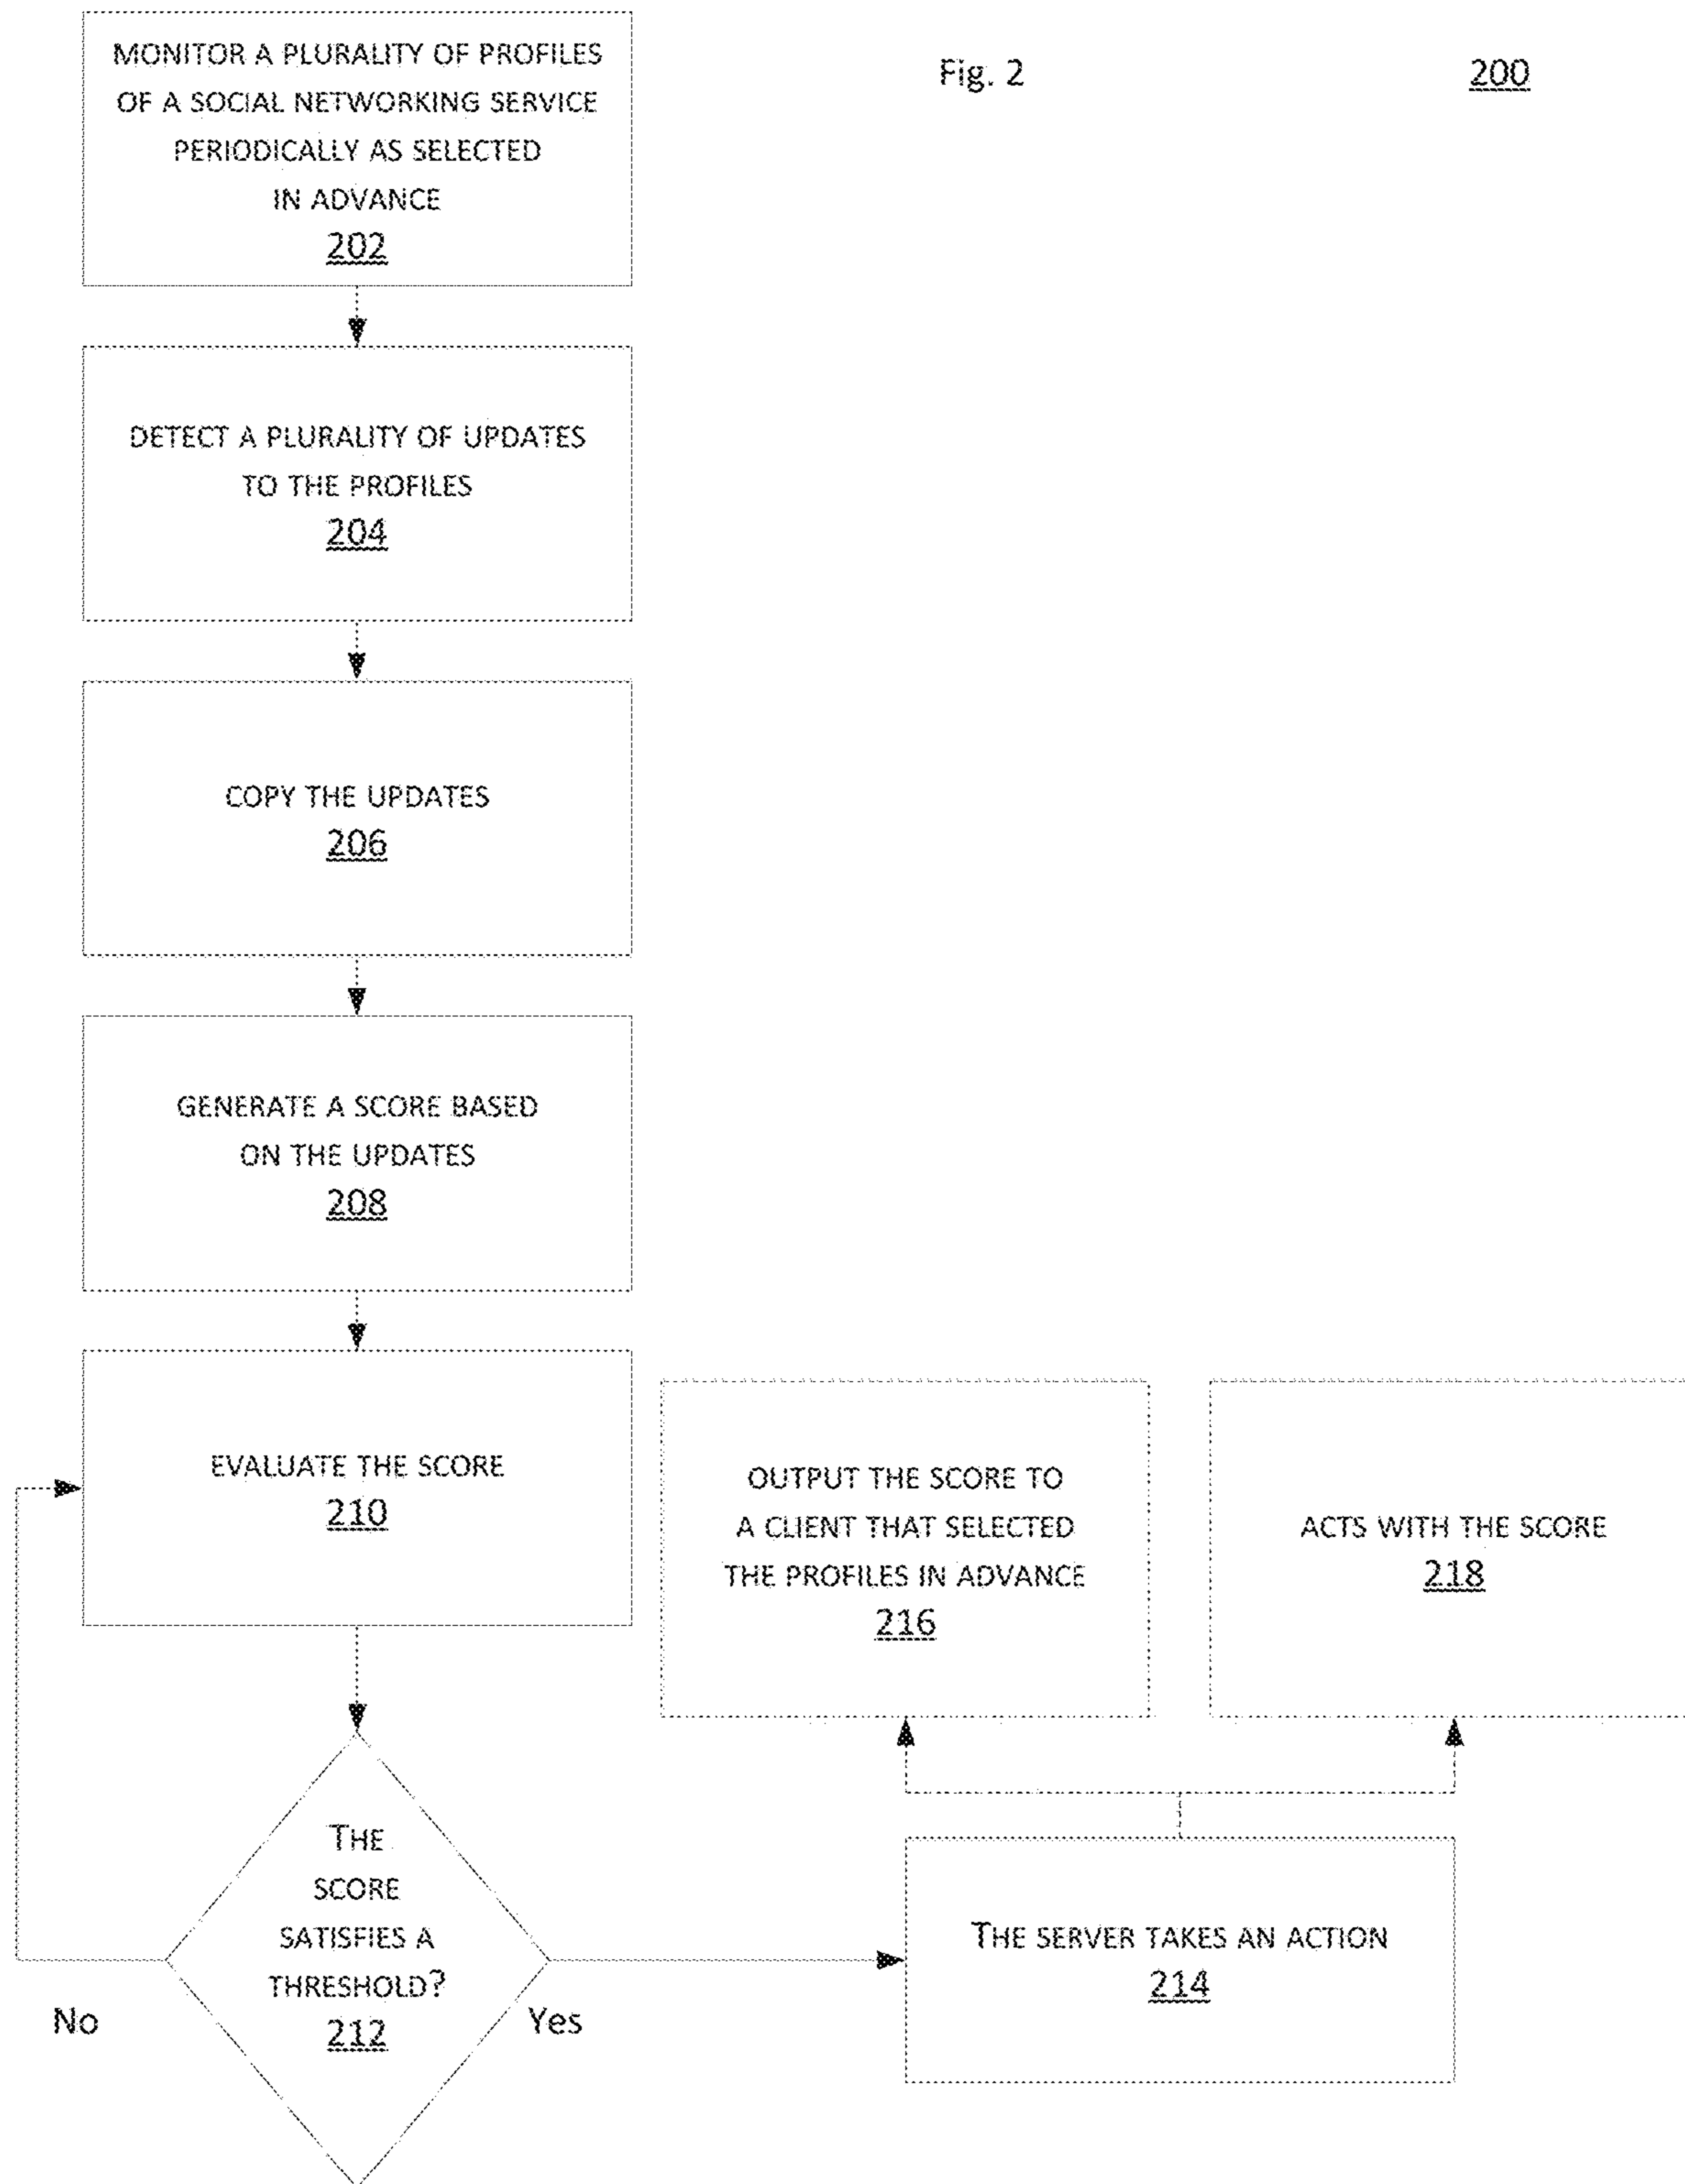 MONITOR A PLURALITY OF PROFILES
OF A SOCIAL NETWORKING SERVICE
PERIODICALLY AS SELECTED
IN ADVANCE
202
Fig. 2
200
DETECT A PLURALITY OF UPDATES
TO THE PROFILES
204
COPY THE UPDATES
206
GENERATE A SCORE BASED
ON THE UPDATES
208
EVALUATE THE SCORE
210
OUTPUT THE SCORE TO
A CLIENT THAT SELECTED
THE PROFILES IN ADVANCE
216
ACTS WITH THE SCORE
218
THE
SCORE
SATISFIES A
THRESHOLD?
212
No
Yes
THE SERVER TAKES AN ACTION
214